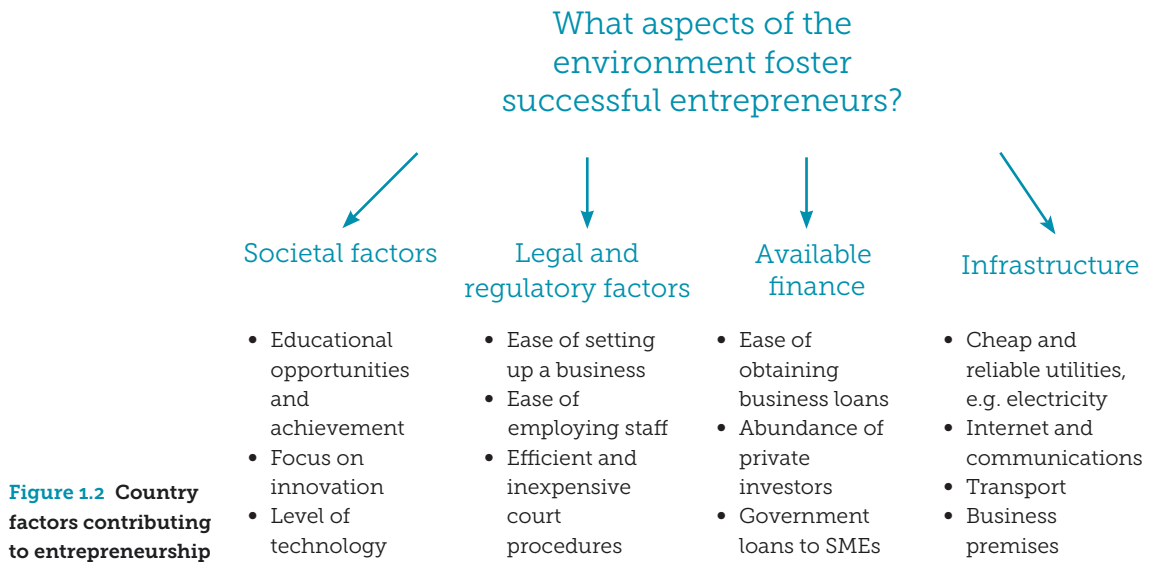 What aspects of the
environment foster
successful entrepreneurs?
Societal factors
• Educational
opportunities
and
achievement
• Focus on
innovation
• Level of
technology
Legal and
regulatory factors
• Ease of setting
up a business
• Ease of
employing staff
• Efficient and
inexpensive
court
procedures
Available
finance
• Ease of
obtaining
business loans
• Abundance of
private
investors
• Government
loans to SMEs
Infrastructure
• Cheap and
reliable utilities,
e.g. electricity
• Internet and
communications
• Transport
• Business
premises
Figure 1.2 Country
factors contributing
to entrepreneurship